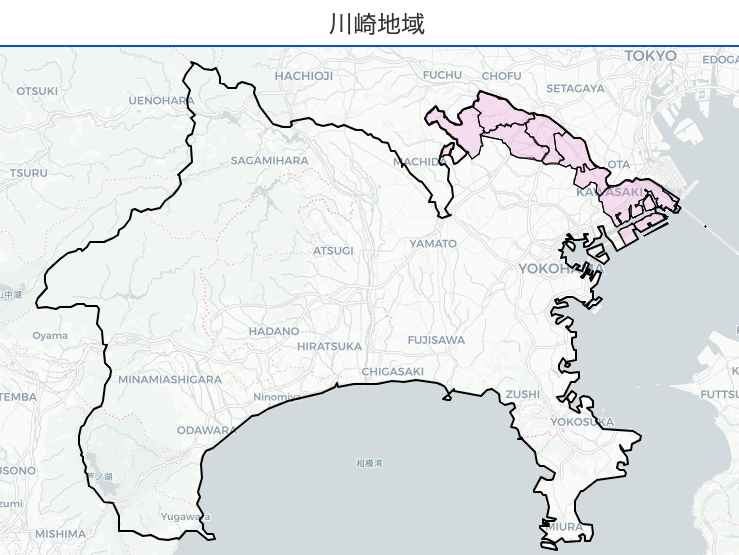 川崎地域
TOKYO
EDOGA
HACHIOJI
FUCHU
CHOFU
OTSUKI
SETAGAYA
UENOHARA
SAGAMIHARA
MACHIDA
OTA
TSURU
KAWASAKI
YAMATO
ATSUGI
YOKOHAMA
山中湖
Oyama
HADANO
FUJISAWA
HIRATSUKA
CHIGASAKI
MINAMIASHIGARA
TEMBA
Ninomiya
ZUSHI
FUTTSU
ODAWARA
YOKOSUKA
相模湾
SUSONO
芦ノ湖
zumi
Yugawara
MISHIMA
MIURA